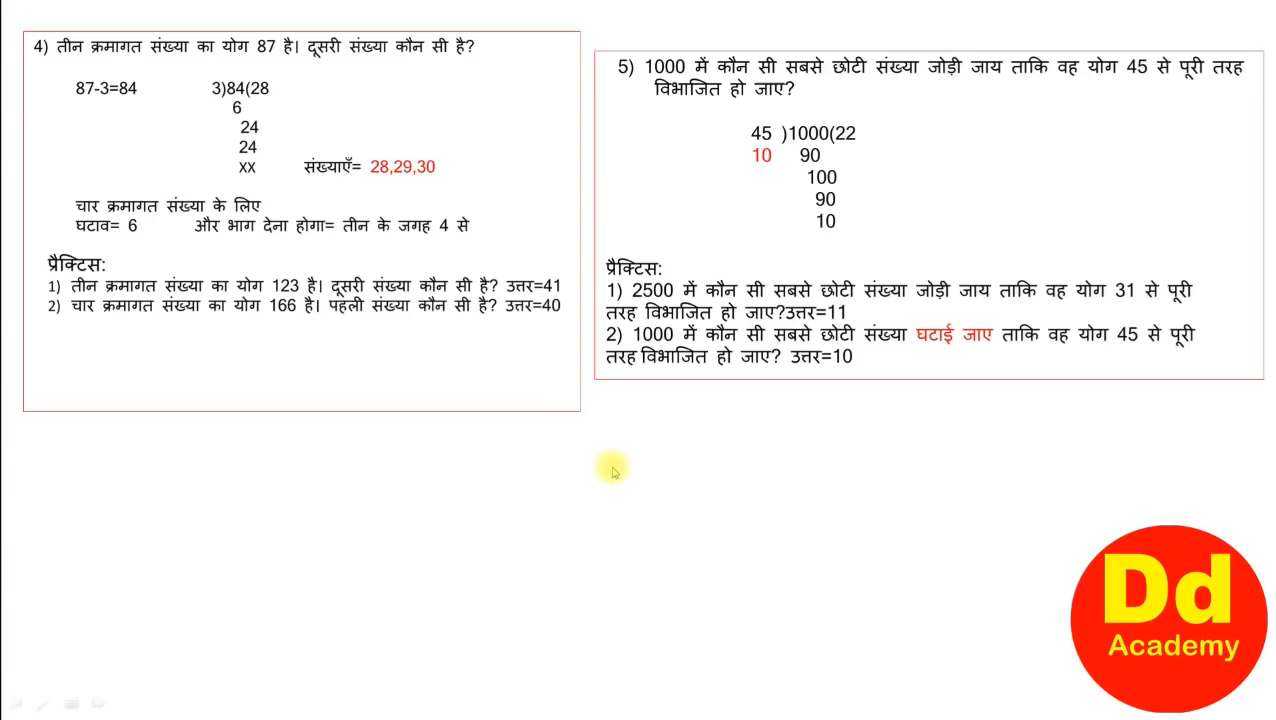 4) तीन क्रमागत संख्या का योग 87 है। दूसरी संख्या कौन सी है?
87-3=84 3)84(28
6
24
24
xx संख्याएँ= 28,29,30
चार क्रमागत संख्या के लिए
घटाव= 6 और भाग देना होगा= तीन के जगह 4 से
प्रैक्टिस:
1) तीन क्रमागत संख्या का योग 123 है। दूसरी संख्या कौन सी है? उत्तर=41
2) चार क्रमागत संख्या का योग 166 है। पहली संख्या कौन सी है? उत्तर=40
5) 1000 में कौन सी सबसे छोटी संख्या जोड़ी जाय ताकि वह योग 45 से पूरी तरह
विभाजित हो जाए?
45 )1000(22
10 90
100
90
10
प्रैक्टिस:
1) 2500 में कौन सी सबसे छोटी संख्या जोड़ी जाय ताकि वह योग 31 से पूरी
तरह विभाजित हो जाए?उत्तर=11
2) 1000 में कौन सी सबसे छोटी संख्या घटाई जाए ताकि वह योग 45 से पूरी
तरह विभाजित हो जाए? उत्तर=10
Dd
Academy